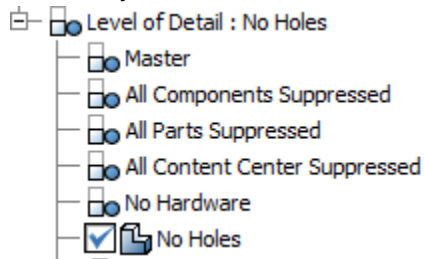 Level of Detail : No Holes
Master
All Components Suppressed
All Parts Suppressed
All Content Center Suppressed
No Hardware
No Holes